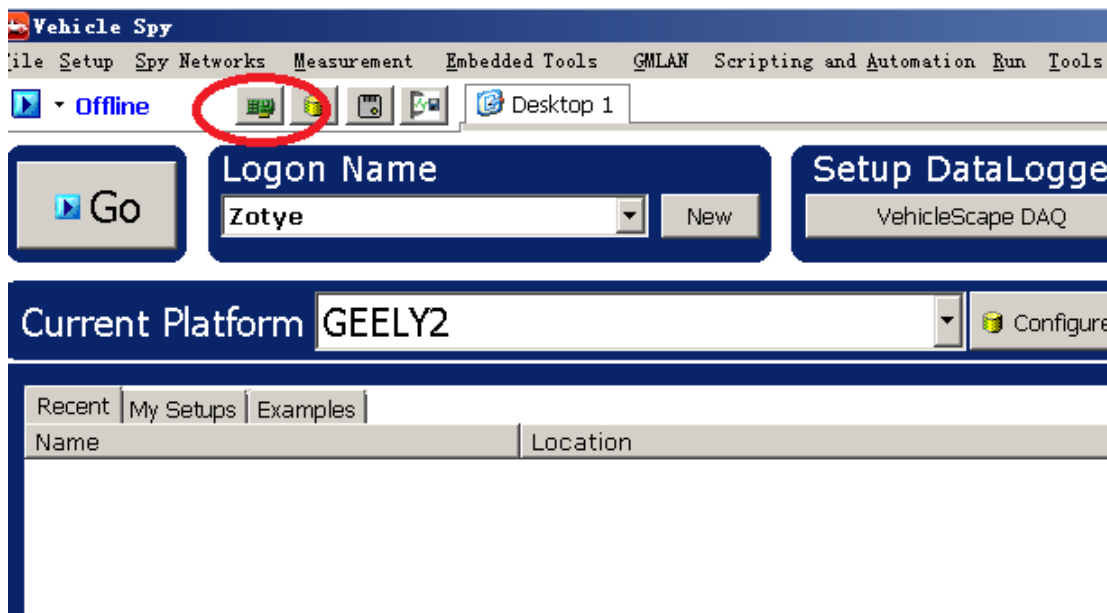 Vehicle Spy
ile Setup Spy Networks Measurement Embedded Tools GMLAN Scripting and Automation Run Tools
Offline Desktop 1
Logon Name Setup DataLogge
Go Zotye New VehicleScape DAQ
Current Platform GEELY2 Configure
Recent My Setups Examples
Name Location